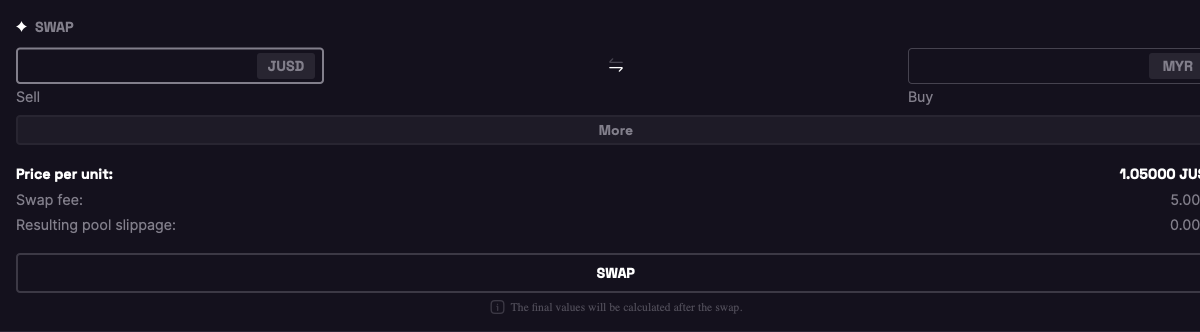 SWAP
JUSD
MYR
Sell
Buy
More
Price per unit:
1.05000
Swap fee:
5.00
Resulting pool slippage:
0.00
SWAP
The final values will be calculated after the swap.